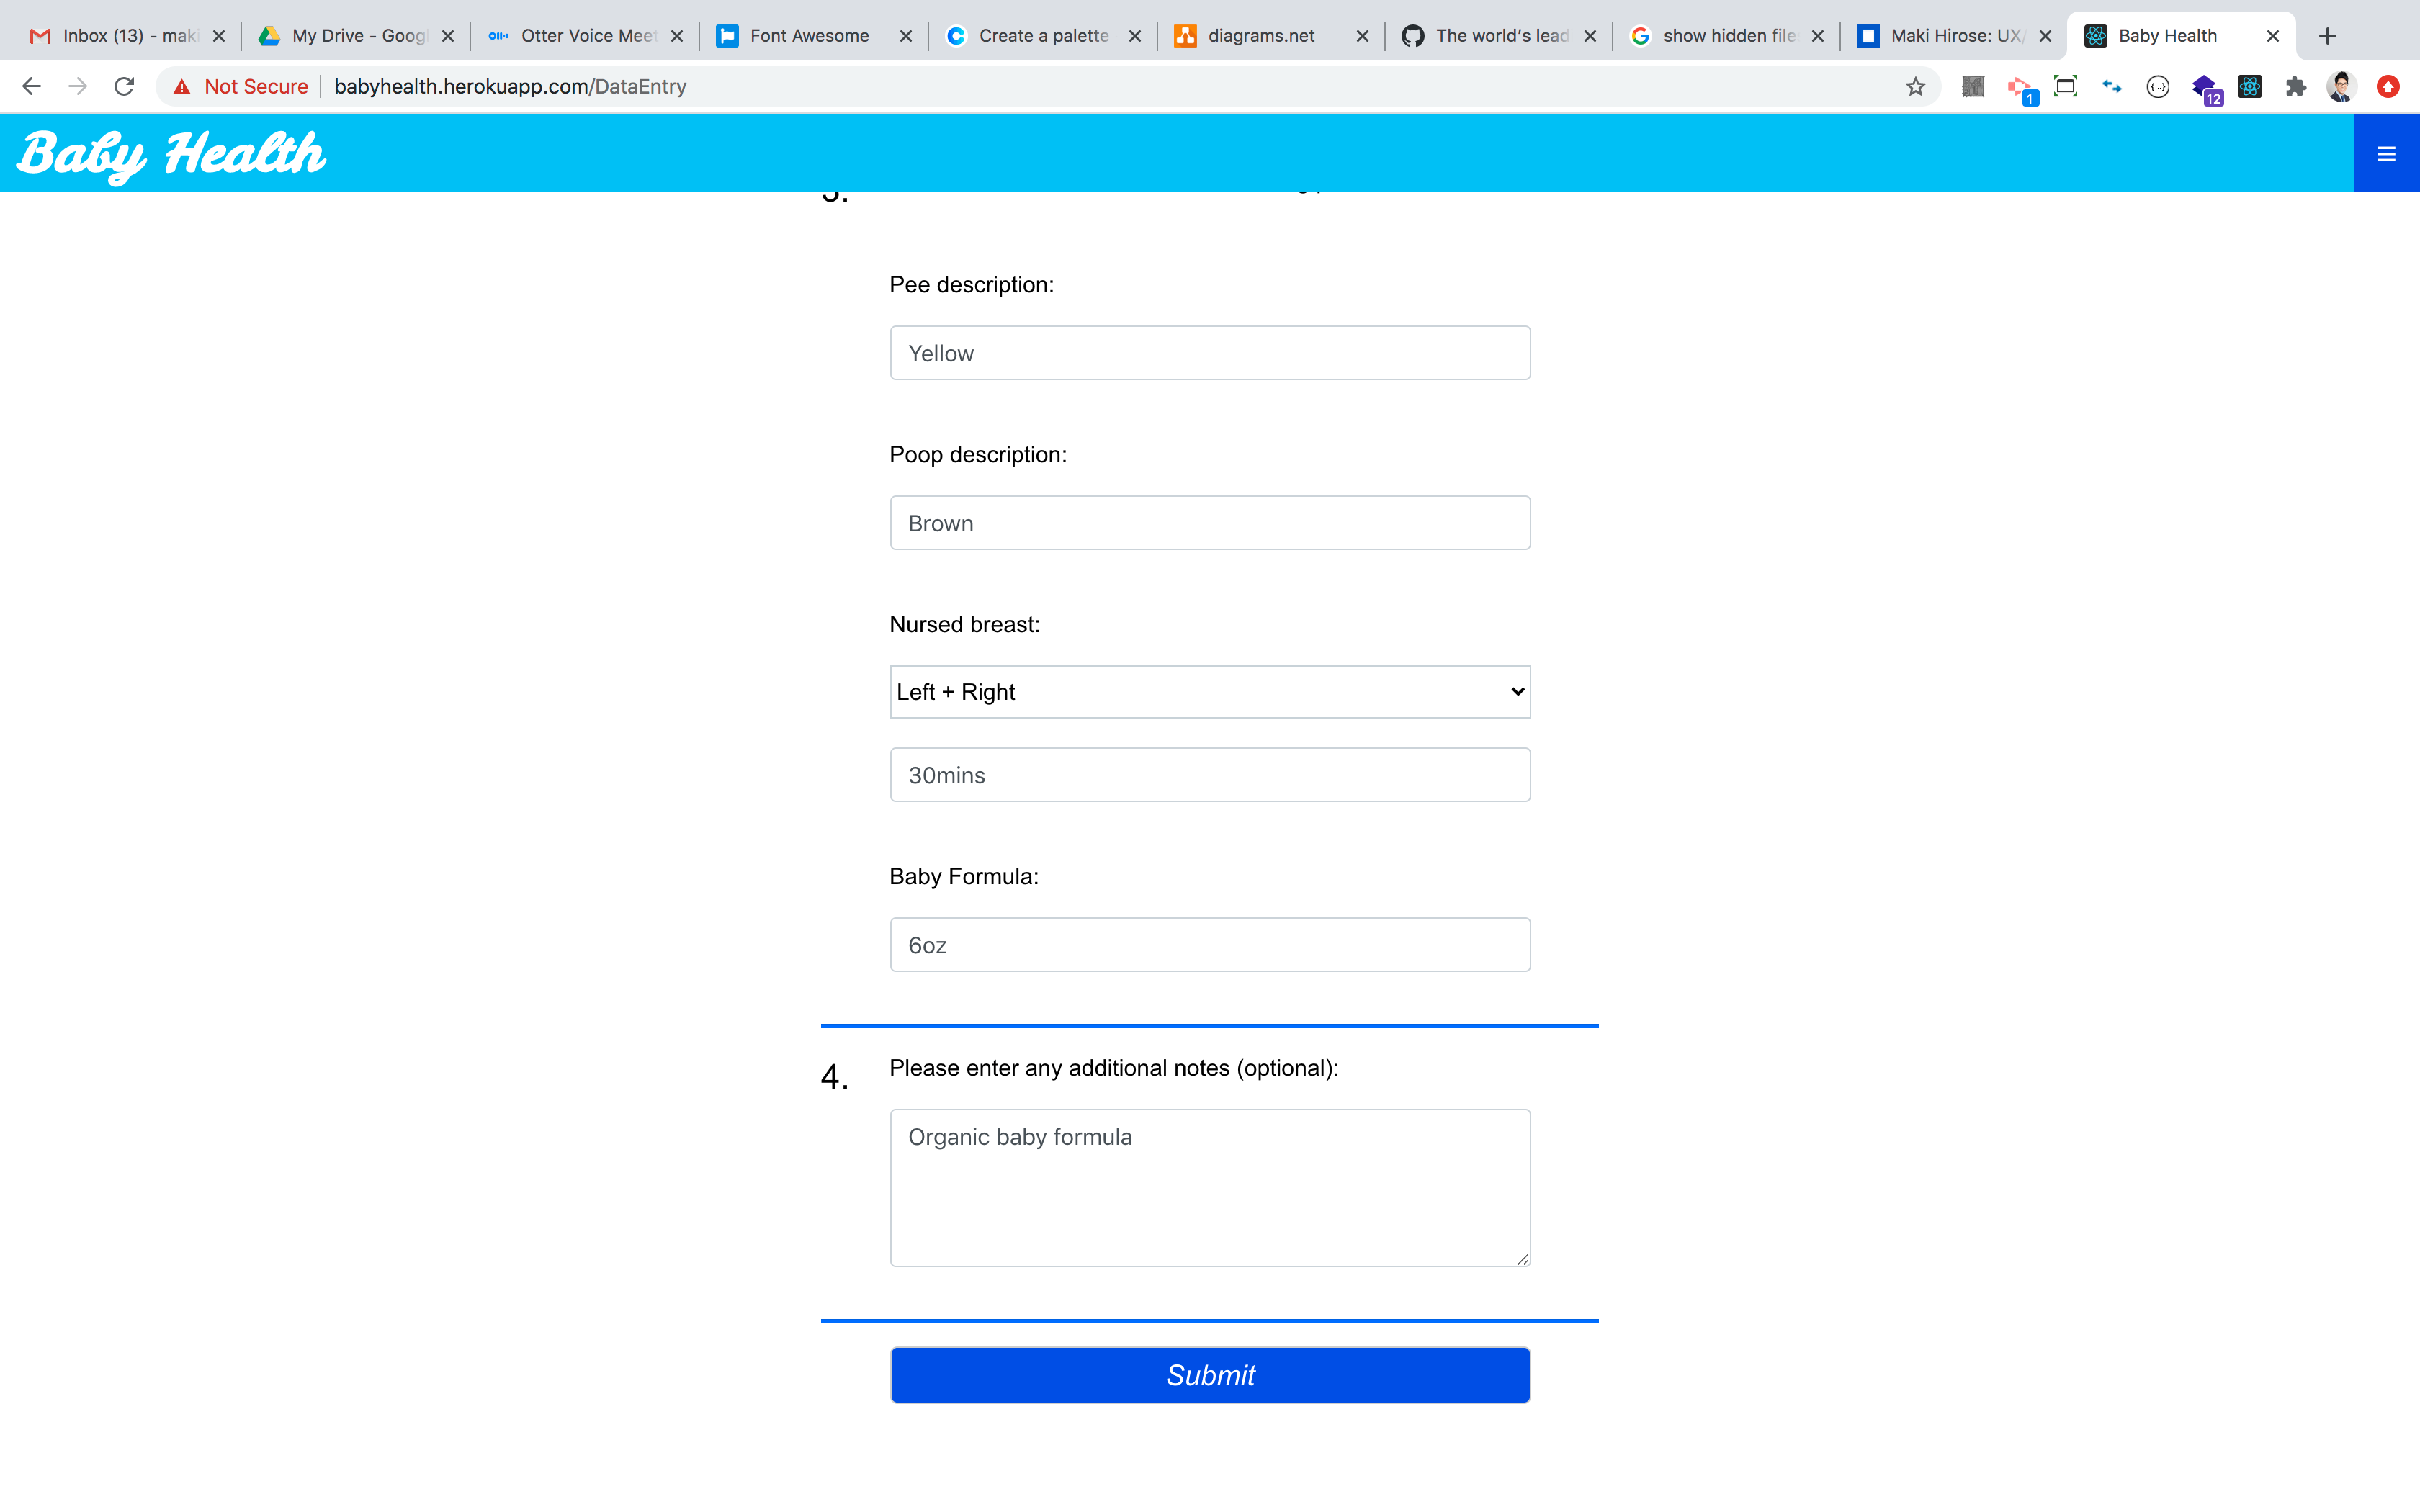 Inbox (13) - maki
My Drive - Googl
Otter Voice Meet
Font Awesome
Create a palette
diagrams.net
The world's lead
show hidden file
Maki Hirose: UX/
Baby Health
Not Secure
babyhealth.herokuapp.com/DataEntry
1
12
Baby Health
Pee description:
Yellow
Poop description:
Brown
Nursed breast:
Left + Right
30mins
Baby Formula:
6oz
4. Please enter any additional notes (optional):
Organic baby formula
Submit